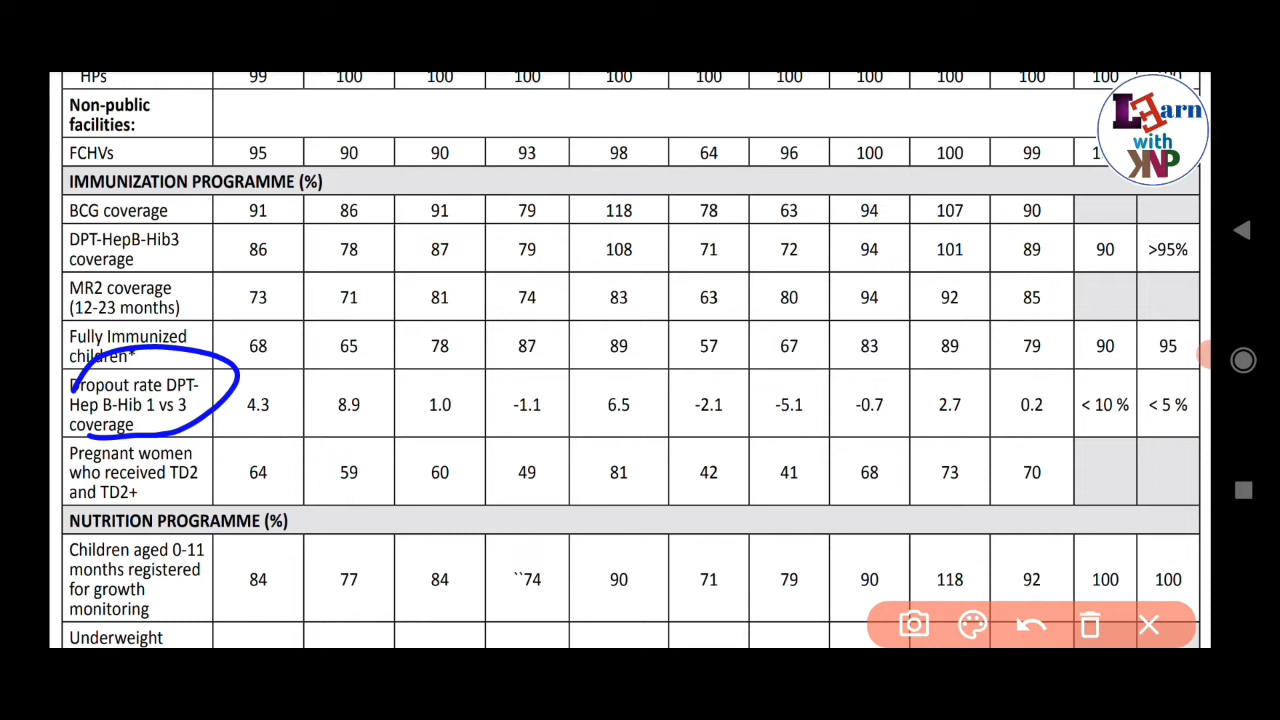 HPs 99 100 100 100 100 100 100 100 100 99 100
Non-public
facilities:
FCHVs 95 90 90 93 98 64 96 100 100 99
LEarn
with
KNP
IMMUNIZATION PROGRAMME (%)
BCG coverage 91 86 91 79 118 78 63 94 107 90
DPT-HepB-Hib3
coverage 86 78 87 79 108 71 72 94 101 89 90 >95%
MR2 coverage
(12-23 months) 73 71 81 74 83 63 80 94 92 85
Fully Immunized
children* 68 65 78 87 89 57 67 83 89 79 90 95
Dropout rate DPT-
Hep B-Hib 1 vs 3
coverage 4.3 8.9 1.0 -1.1 6.5 -2.1 -5.1 -0.7 2.7 0.2 < 10 % < 5 %
Pregnant women
who received TD2
and TD2+ 64 59 60 49 81 42 41 68 73 70
NUTRITION PROGRAMME (%)
Children aged 0-11
months registered
for growth
monitoring 84 77 84 ``74 90 71 79 90 118 92 100 100
Underweight